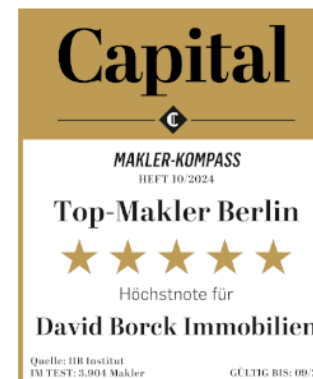 Capital
MAKLER-KOMPASS
HEFT 10/2024
Top-Makler Berlin
Höchstnote für
David Borck Immobilien
Quelle: IIB Institut
IM TEST: 3.904 Makler
GÜLTIG BIS: 09/